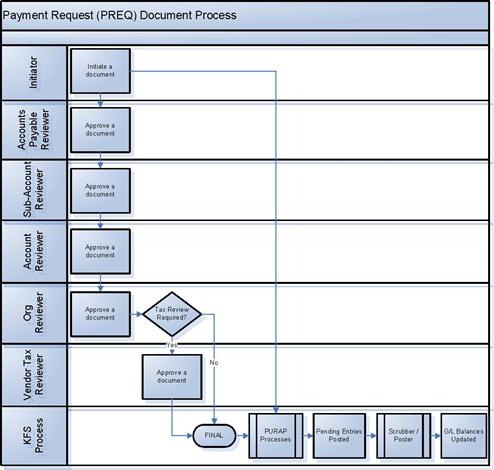 Payment Request (PREQ) Document Process
Initiator
Initiate a
document
Accounts
Payable
Reviewer
Approve a
document
Sub-Account
Reviewer
Approve a
document
Account
Reviewer
Approve a
document
Org
Reviewer
Approve a
document
Tax Review
Required?
Yes
No
Vendor Tax
Reviewer
Approve a
document
KFS
Process
FINAL
PURAP
Processes
Pending Entries
Posted
Scrubber /
Poster
G/L Balances
Updated